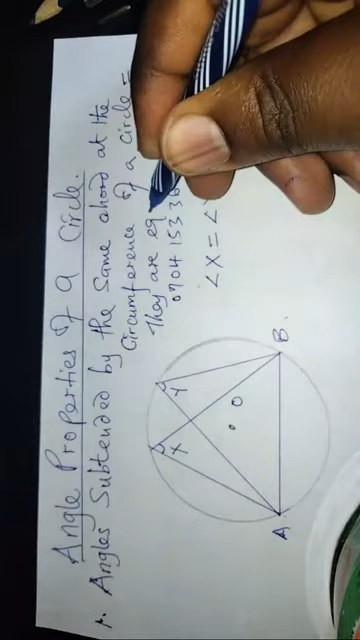 Angle Properties of a Circle.
1. Angles Subtended by the Same chord at the
Circumference of a circle =
They are eq
0704 15336
∠X = ∠
Y
X
O
B
A